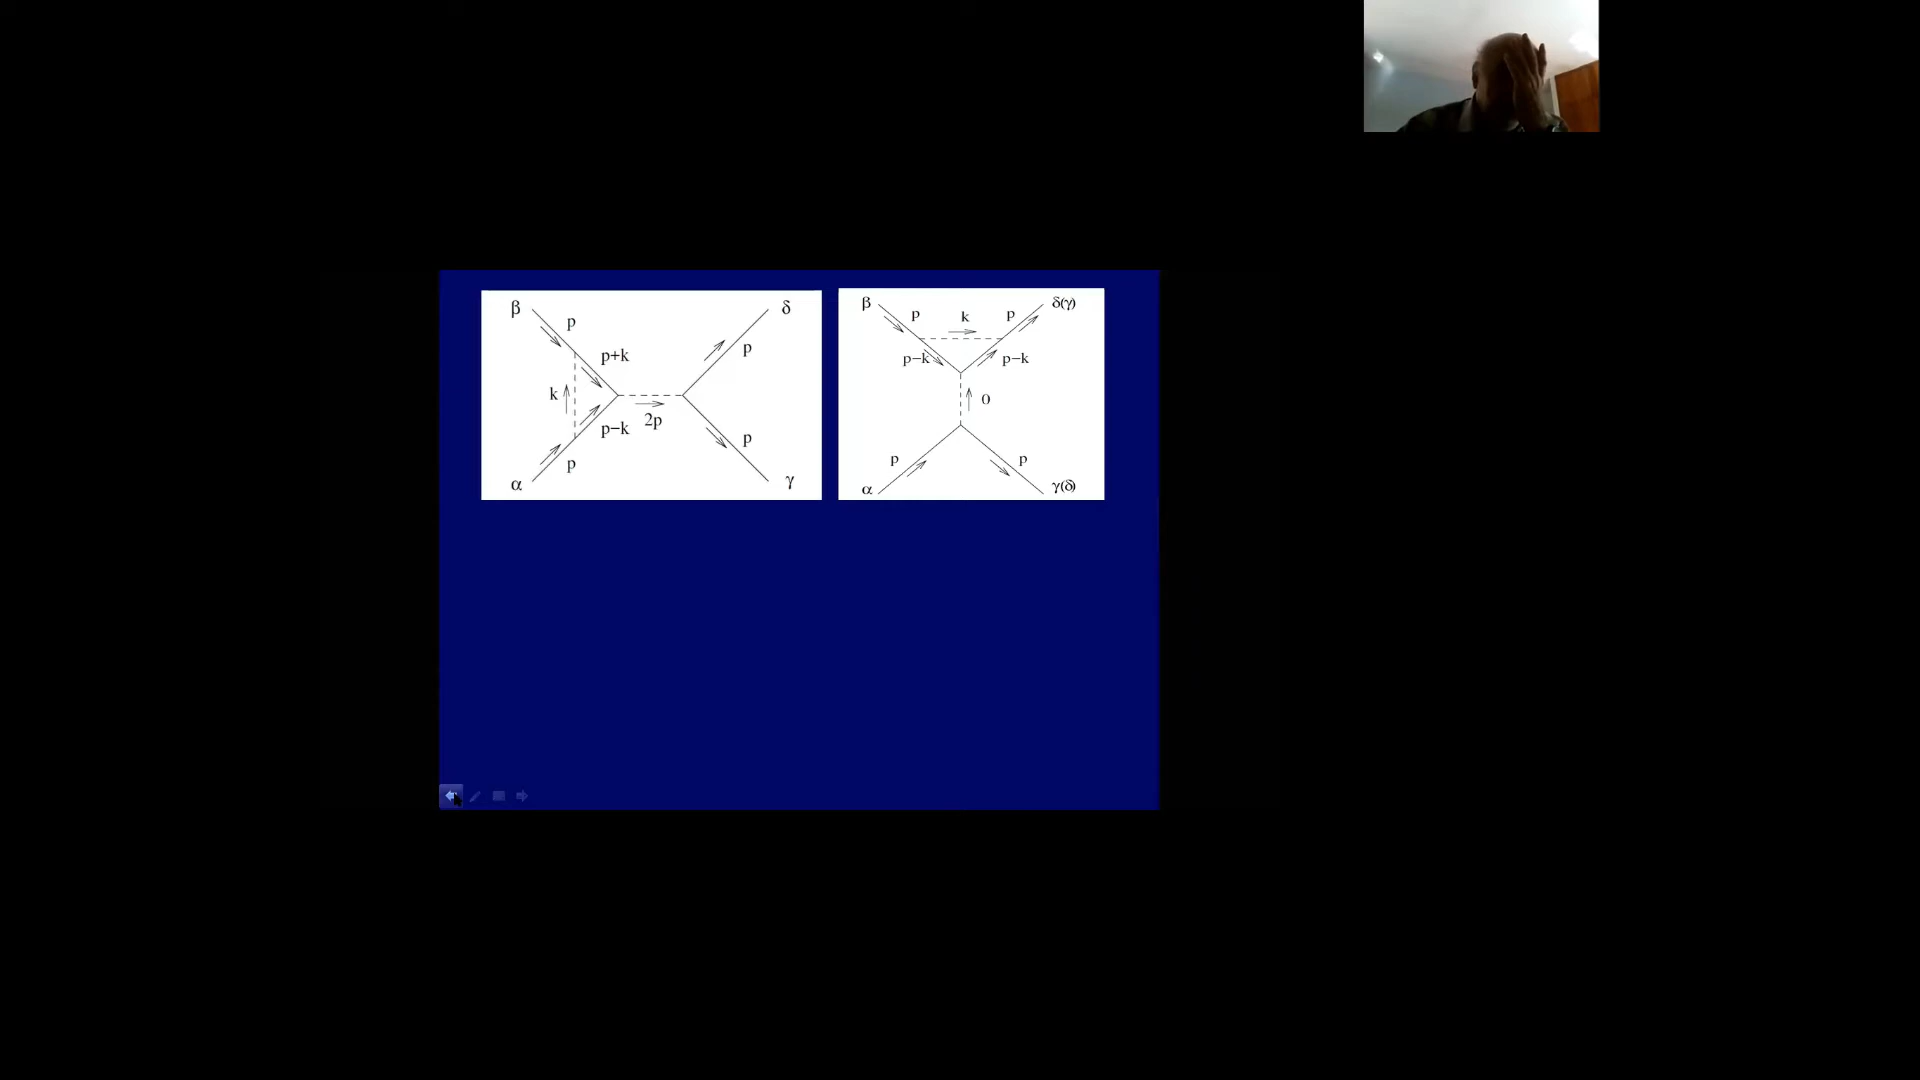 β p p+k k p−k p α 2p δ p p γ
β p k p δ(γ) p−k p−k 0 p p α γ(δ)